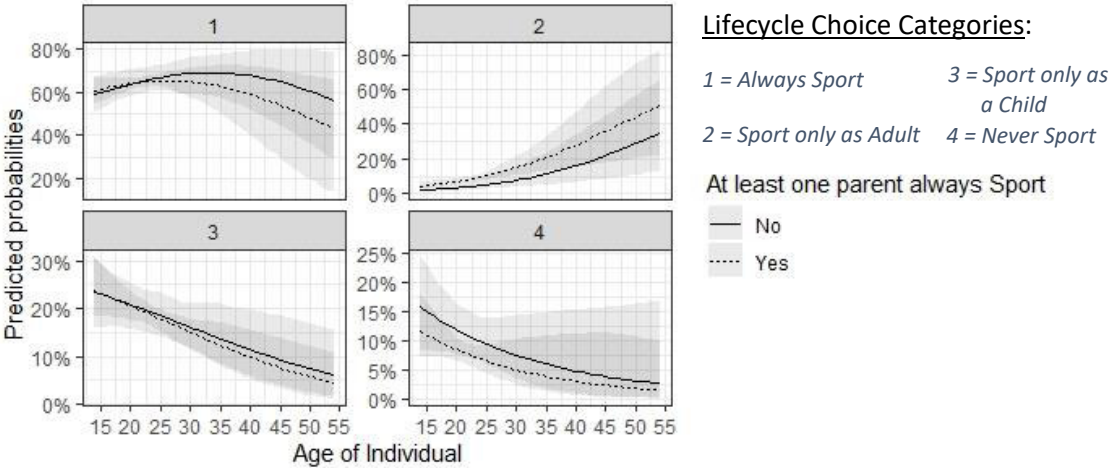 1
2
80%
60%
40%
20%
80%
60%
40%
20%
0%
3
4
30%
20%
10%
0%
25%
20%
15%
10%
5%
0%
15 20 25 30 35 40 45 50 55
15 20 25 30 35 40 45 50 55
Predicted probabilities
Age of Individual
Lifecycle Choice Categories:
1 = Always Sport
2 = Sport only as Adult
3 = Sport only as
a Child
4 = Never Sport
At least one parent always Sport
No
Yes